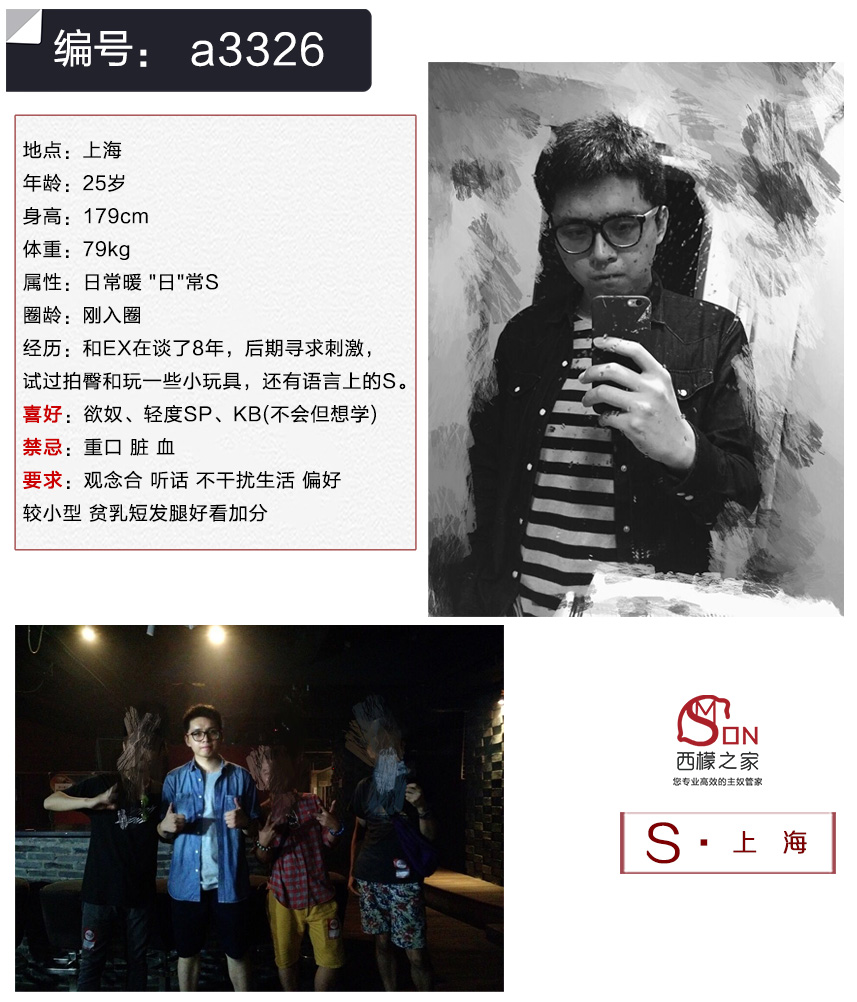 编号： a3326
地点：上海
年龄：25岁
身高：179cm
体重：79kg
属性：日常暖 "日"常S
圈龄：刚入圈
经历：和EX在谈了8年，后期寻求刺激，
试过拍臀和玩一些小玩具，还有语言上的S。
喜好：欲奴、轻度SP、KB(不会但想学)
禁忌：重口 脏 血
要求：观念合 听话 不干扰生活 偏好
较小型 贫乳短发腿好看加分
SMON
西檬之家
您专业高效的主奴管家
S·上海